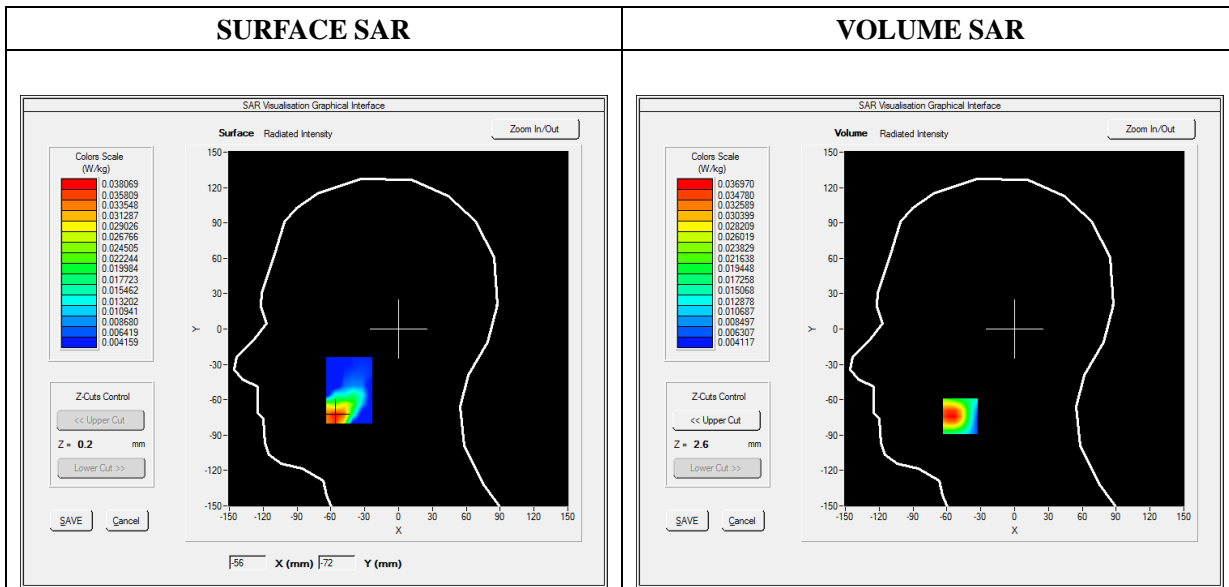 SURFACE SAR
VOLUME SAR
SAR Visualisation Graphical Interface
Surface Radiated Intensity
Zoom In/Out
Colors Scale
(W/kg)
0.038069
0.035809
0.033548
0.031287
0.029026
0.026766
0.024505
0.022244
0.019984
0.017723
0.015462
0.013202
0.010941
0.008680
0.006419
0.004159
Z-Cuts Control
<< Upper Cut
Z = 0.2 mm
Lower Cut >>
SAVE Cancel
150
120
90
60
30
0
-30
-60
-90
-120
-150
Y
-150 -120 -90 -60 -30 0 30 60 90 120 150
X
-56 X (mm) -72 Y (mm)
SAR Visualisation Graphical Interface
Volume Radiated Intensity
Zoom In/Out
Colors Scale
(W/kg)
0.036970
0.034780
0.032589
0.030399
0.028209
0.026019
0.023829
0.021638
0.019448
0.017258
0.015068
0.012878
0.010687
0.008497
0.006307
0.004117
Z-Cuts Control
<< Upper Cut
Z = 2.6 mm
Lower Cut >>
SAVE Cancel
150
120
90
60
30
0
-30
-60
-90
-120
-150
Y
-150 -120 -90 -60 -30 0 30 60 90 120 150
X